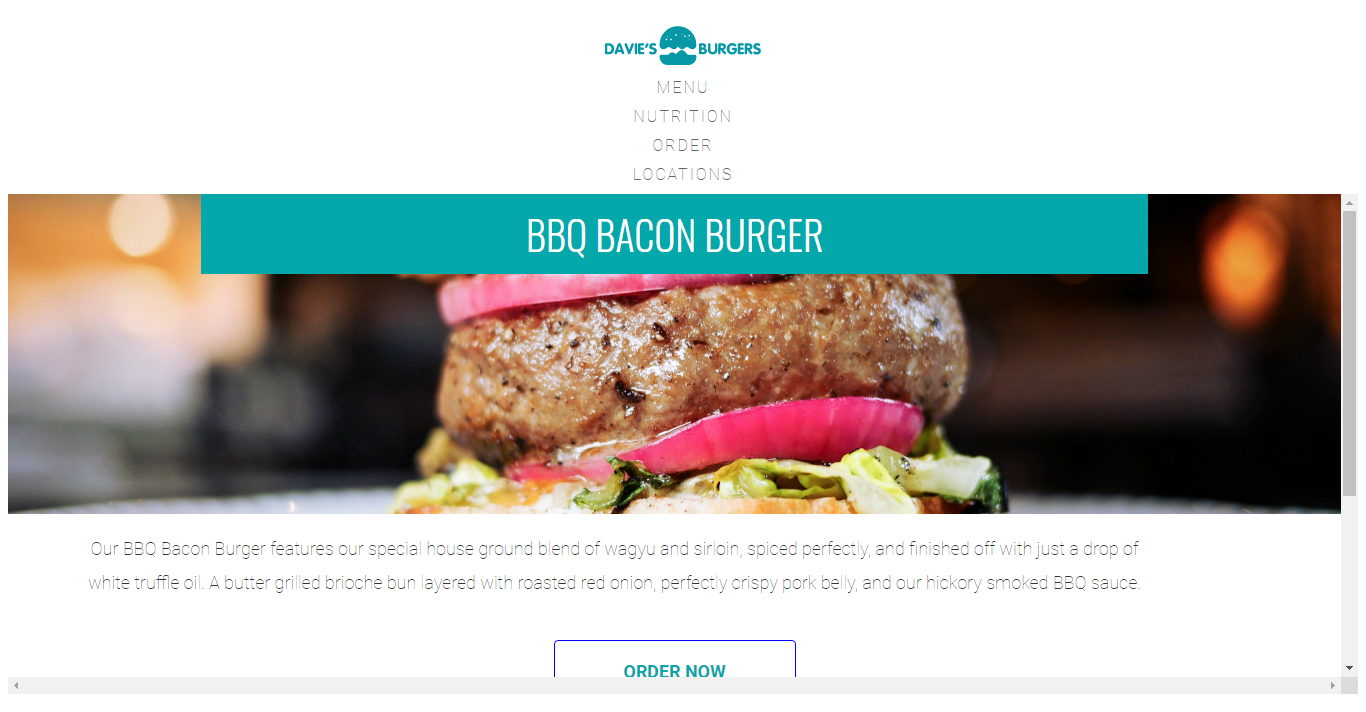 DAVIE'S BURGERS
MENU
NUTRITION
ORDER
LOCATIONS
BBQ BACON BURGER
Our BBQ Bacon Burger features our special house ground blend of wagyu and sirloin, spiced perfectly, and finished off with just a drop of
white truffle oil. A butter grilled brioche bun layered with roasted red onion, perfectly crispy pork belly, and our hickory smoked BBQ sauce.
ORDER NOW